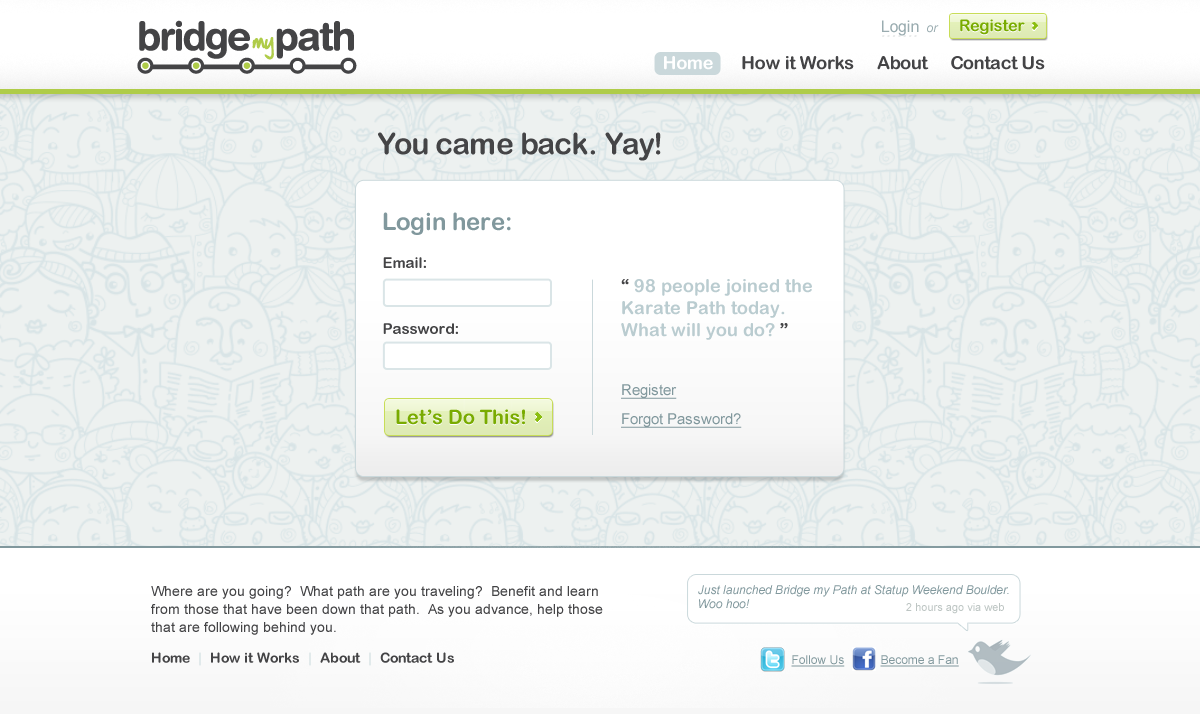 bridge my path
Login or Register
Home How it Works About Contact Us
You came back. Yay!
Login here:
Email:
Password:
Let's Do This!
“ 98 people joined the
Karate Path today.
What will you do? ”
Register
Forgot Password?
Where are you going?  What path are you traveling?  Benefit and learn
from those that have been down that path.  As you advance, help those
that are following behind you.
Home | How it Works | About | Contact Us
Just launched Bridge my Path at Statup Weekend Boulder.
Woo hoo!
2 hours ago via web
Follow Us
Become a Fan